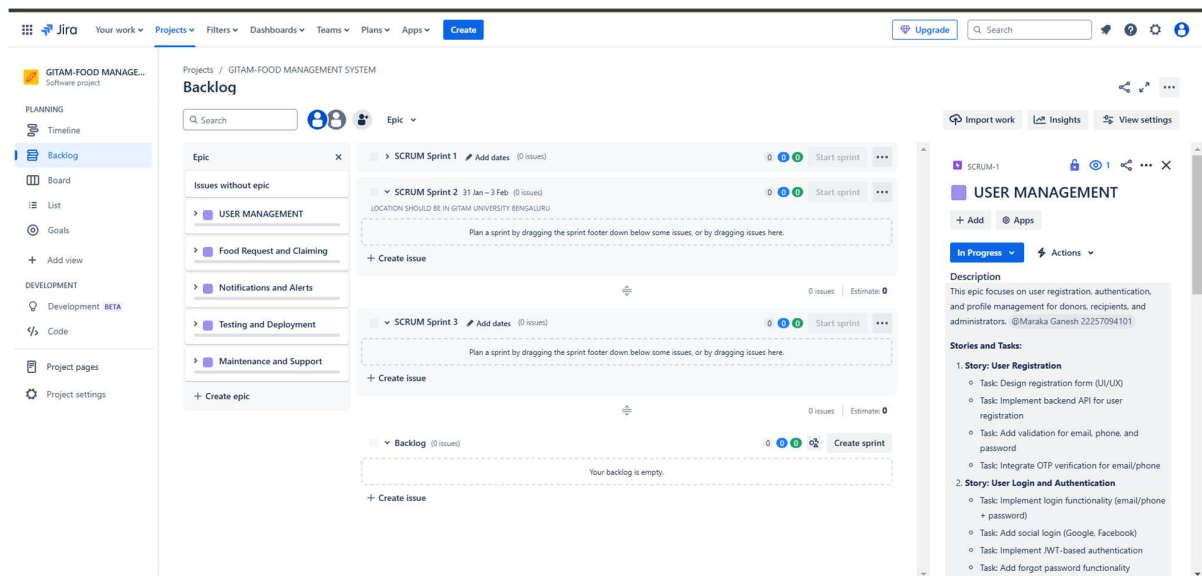 Jira
Your work
Projects
Filters
Dashboards
Teams
Plans
Apps
Create
Upgrade
Search
GITAM-FOOD MANAGE...
Software project
PLANNING
Timeline
Backlog
Board
List
Goals
Add view
DEVELOPMENT
Development BETA
Code
Project pages
Project settings
Projects / GITAM-FOOD MANAGEMENT SYSTEM
Backlog
Search
Epic
Import work
Insights
View settings
Epic
Issues without epic
USER MANAGEMENT
Food Request and Claiming
Notifications and Alerts
Testing and Deployment
Maintenance and Support
+ Create epic
SCRUM Sprint 1 Add dates (0 issues)
0 0 0 Start sprint
SCRUM Sprint 2 31 Jan – 3 Feb (0 issues)
0 0 0 Start sprint
LOCATION SHOULD BE IN GITAM UNIVERSITY BENGALURU
Plan a sprint by dragging the sprint footer down below some issues, or by dragging issues here.
+ Create issue
0 issues Estimate: 0
SCRUM Sprint 3 Add dates (0 issues)
0 0 0 Start sprint
Plan a sprint by dragging the sprint footer down below some issues, or by dragging issues here.
+ Create issue
0 issues Estimate: 0
Backlog (0 issues)
0 0 0 Create sprint
Your backlog is empty.
+ Create issue
SCRUM-1
1
USER MANAGEMENT
+ Add
Apps
In Progress
Actions
Description
This epic focuses on user registration, authentication,
and profile management for donors, recipients, and
administrators. @Maraka Ganesh 22257094101
Stories and Tasks:
1. Story: User Registration
Task: Design registration form (UI/UX)
Task: Implement backend API for user
registration
Task: Add validation for email, phone, and
password
Task: Integrate OTP verification for email/phone
2. Story: User Login and Authentication
Task: Implement login functionality (email/phone
+ password)
Task: Add social login (Google, Facebook)
Task: Implement JWT-based authentication
Task: Add forgot password functionality